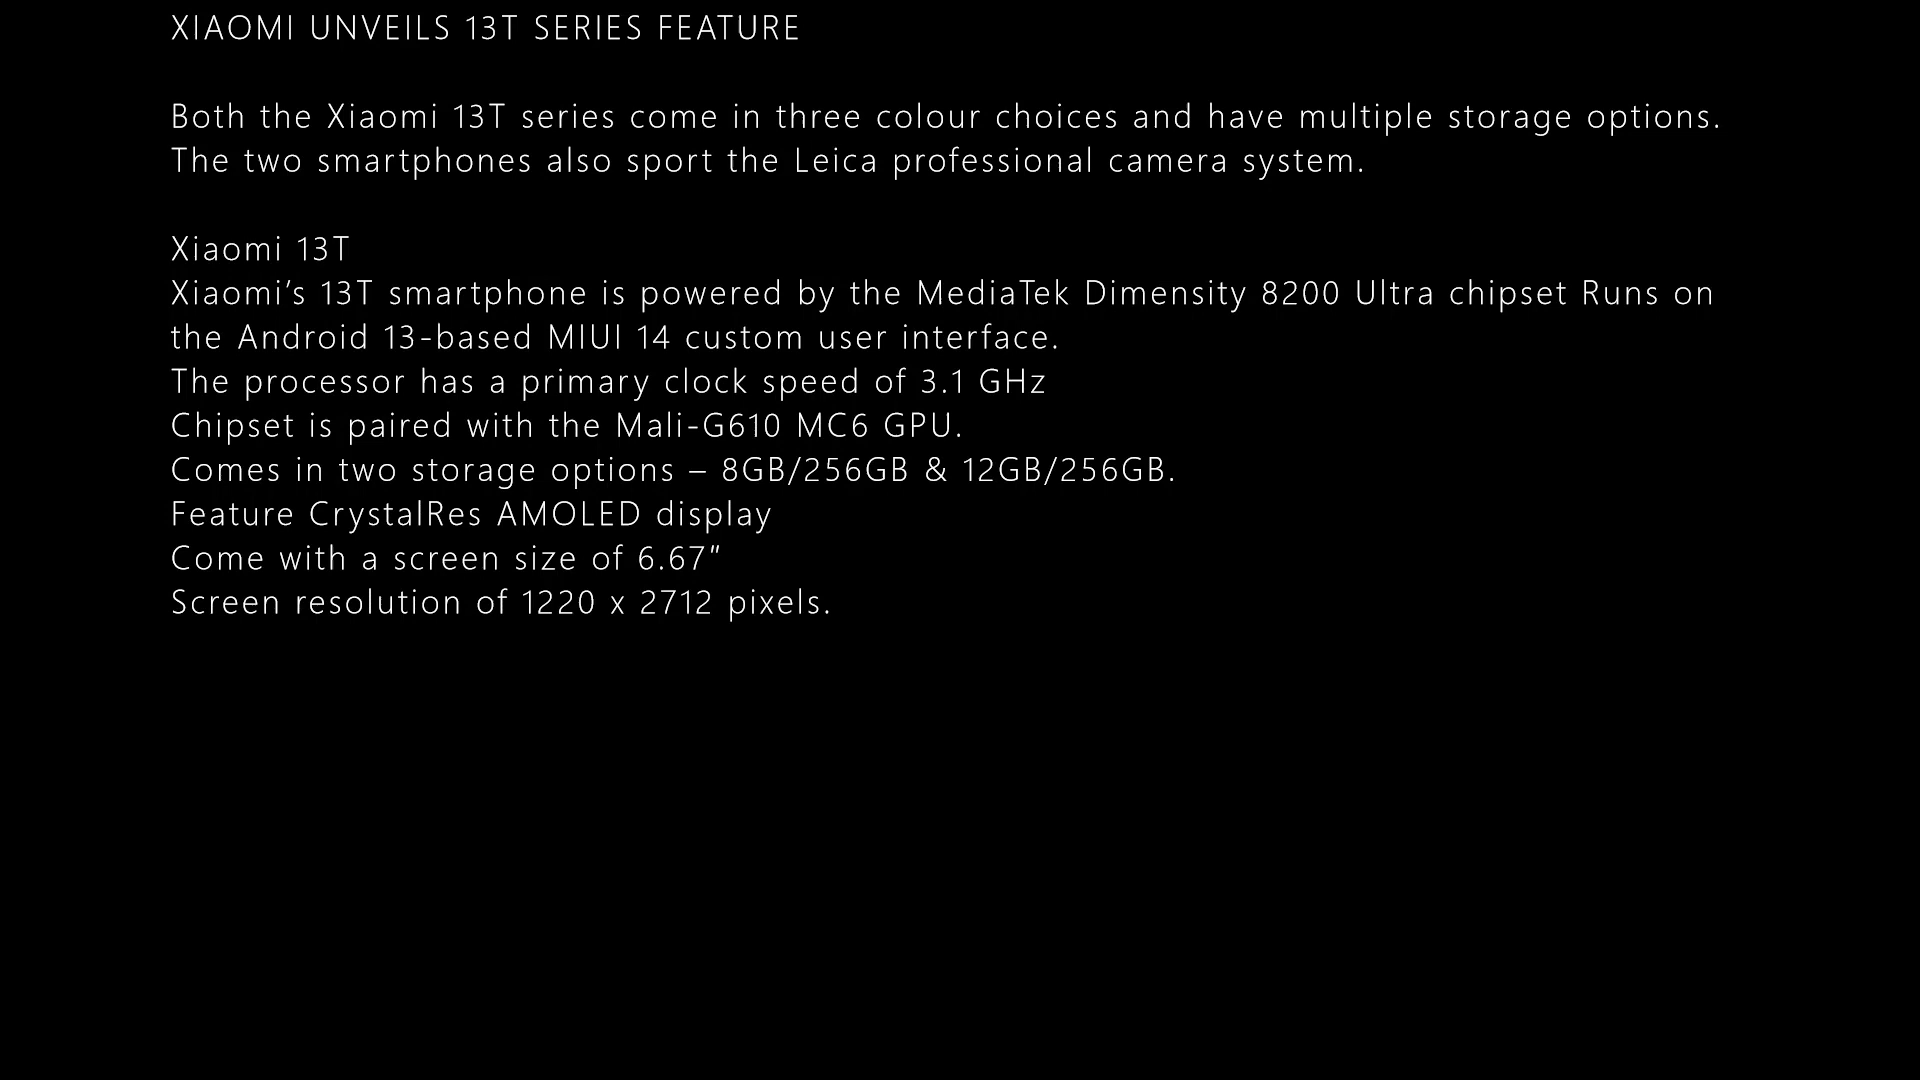 XIAOMI UNVEILS 13T SERIES FEATURE
Both the Xiaomi 13T series come in three colour choices and have multiple storage options.
The two smartphones also sport the Leica professional camera system.
Xiaomi 13T
Xiaomi’s 13T smartphone is powered by the MediaTek Dimensity 8200 Ultra chipset Runs on
the Android 13-based MIUI 14 custom user interface.
The processor has a primary clock speed of 3.1 GHz
Chipset is paired with the Mali-G610 MC6 GPU.
Comes in two storage options – 8GB/256GB & 12GB/256GB.
Feature CrystalRes AMOLED display
Come with a screen size of 6.67″
Screen resolution of 1220 x 2712 pixels.